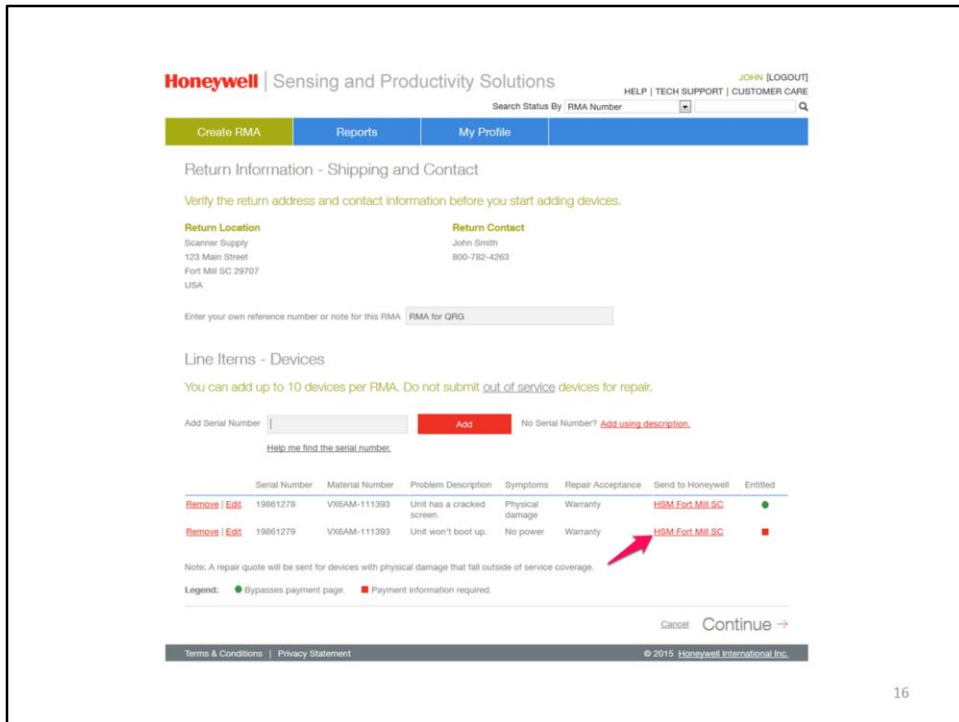 Honeywell | Sensing and Productivity Solutions
JOHN [LOGOUT]
HELP | TECH SUPPORT | CUSTOMER CARE
Search Status By RMA Number
Create RMA Reports My Profile
Return Information - Shipping and Contact
Verify the return address and contact information before you start adding devices.
Return Location
Scanner Supply
123 Main Street
Fort Mill SC 29707
USA
Return Contact
John Smith
800-782-4263
Enter your own reference number or note for this RMA RMA for QRG
Line Items - Devices
You can add up to 10 devices per RMA. Do not submit out of service devices for repair.
Add Serial Number Add No Serial Number? Add using description.
Help me find the serial number.
Serial Number Material Number Problem Description Symptoms Repair Acceptance Send to Honeywell Entitled
Remove | Edit 19861278 VX6AM-111393 Unit has a cracked screen. Physical damage Warranty HSM Fort Mill.SC
Remove | Edit 19861279 VX6AM-111393 Unit won't boot up. No power Warranty HSM Fort Mill.SC
Note: A repair quote will be sent for devices with physical damage that fall outside of service coverage.
Legend: Bypasses payment page. Payment information required.
Cancel Continue →
Terms & Conditions | Privacy Statement © 2015 Honeywell International Inc.
16